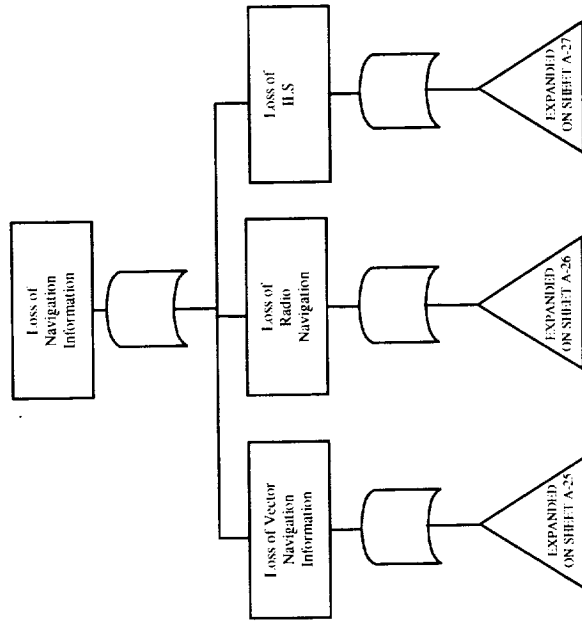 Loss of
Navigation
Information
Loss of Vector
Navigation
Information
Loss of
Radio
Navigation
Loss of
ILS
EXPANDED
ON SHEET A-25
EXPANDED
ON SHEET A-26
EXPANDED
ON SHEET A-27